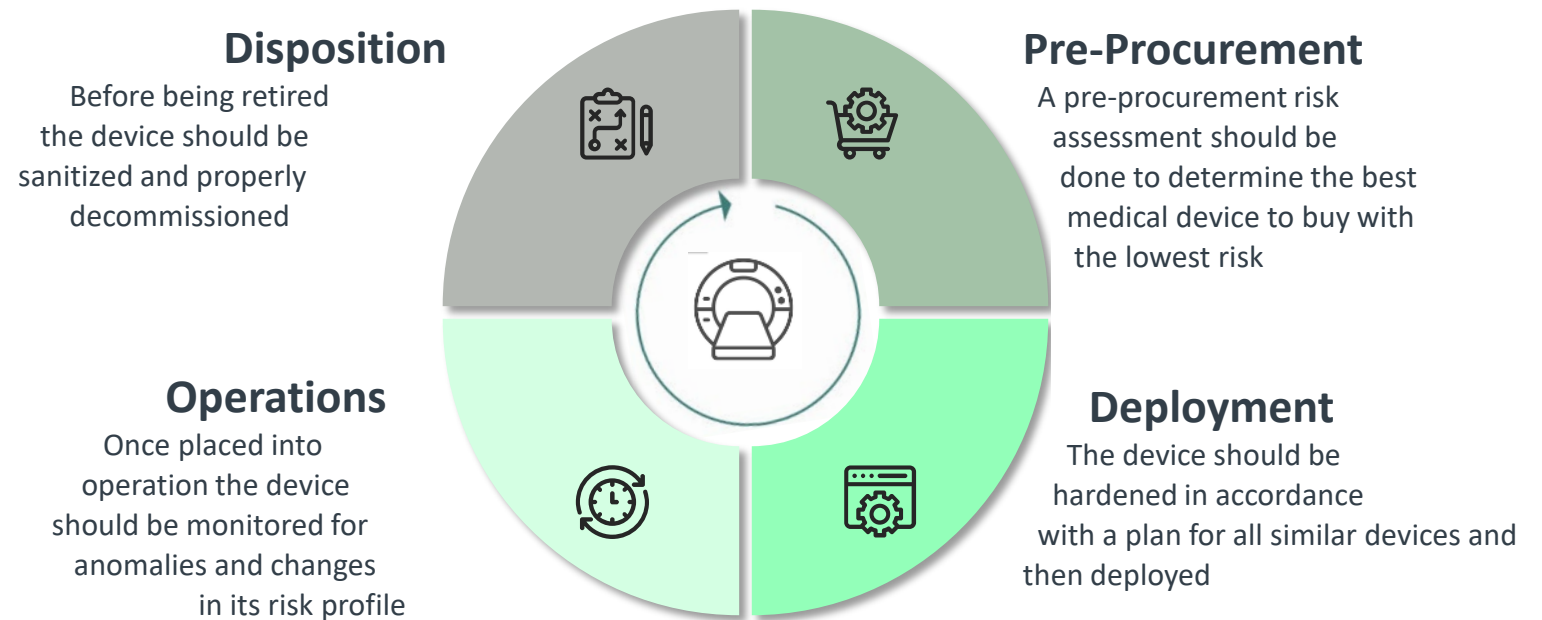 Disposition
Before being retired
the device should be
sanitized and properly
decommissioned
Pre-Procurement
A pre-procurement risk
assessment should be
done to determine the best
medical device to buy with
the lowest risk
Operations
Once placed into
operation the device
should be monitored for
anomalies and changes
in its risk profile
Deployment
The device should be
hardened in accordance
with a plan for all similar devices and
then deployed